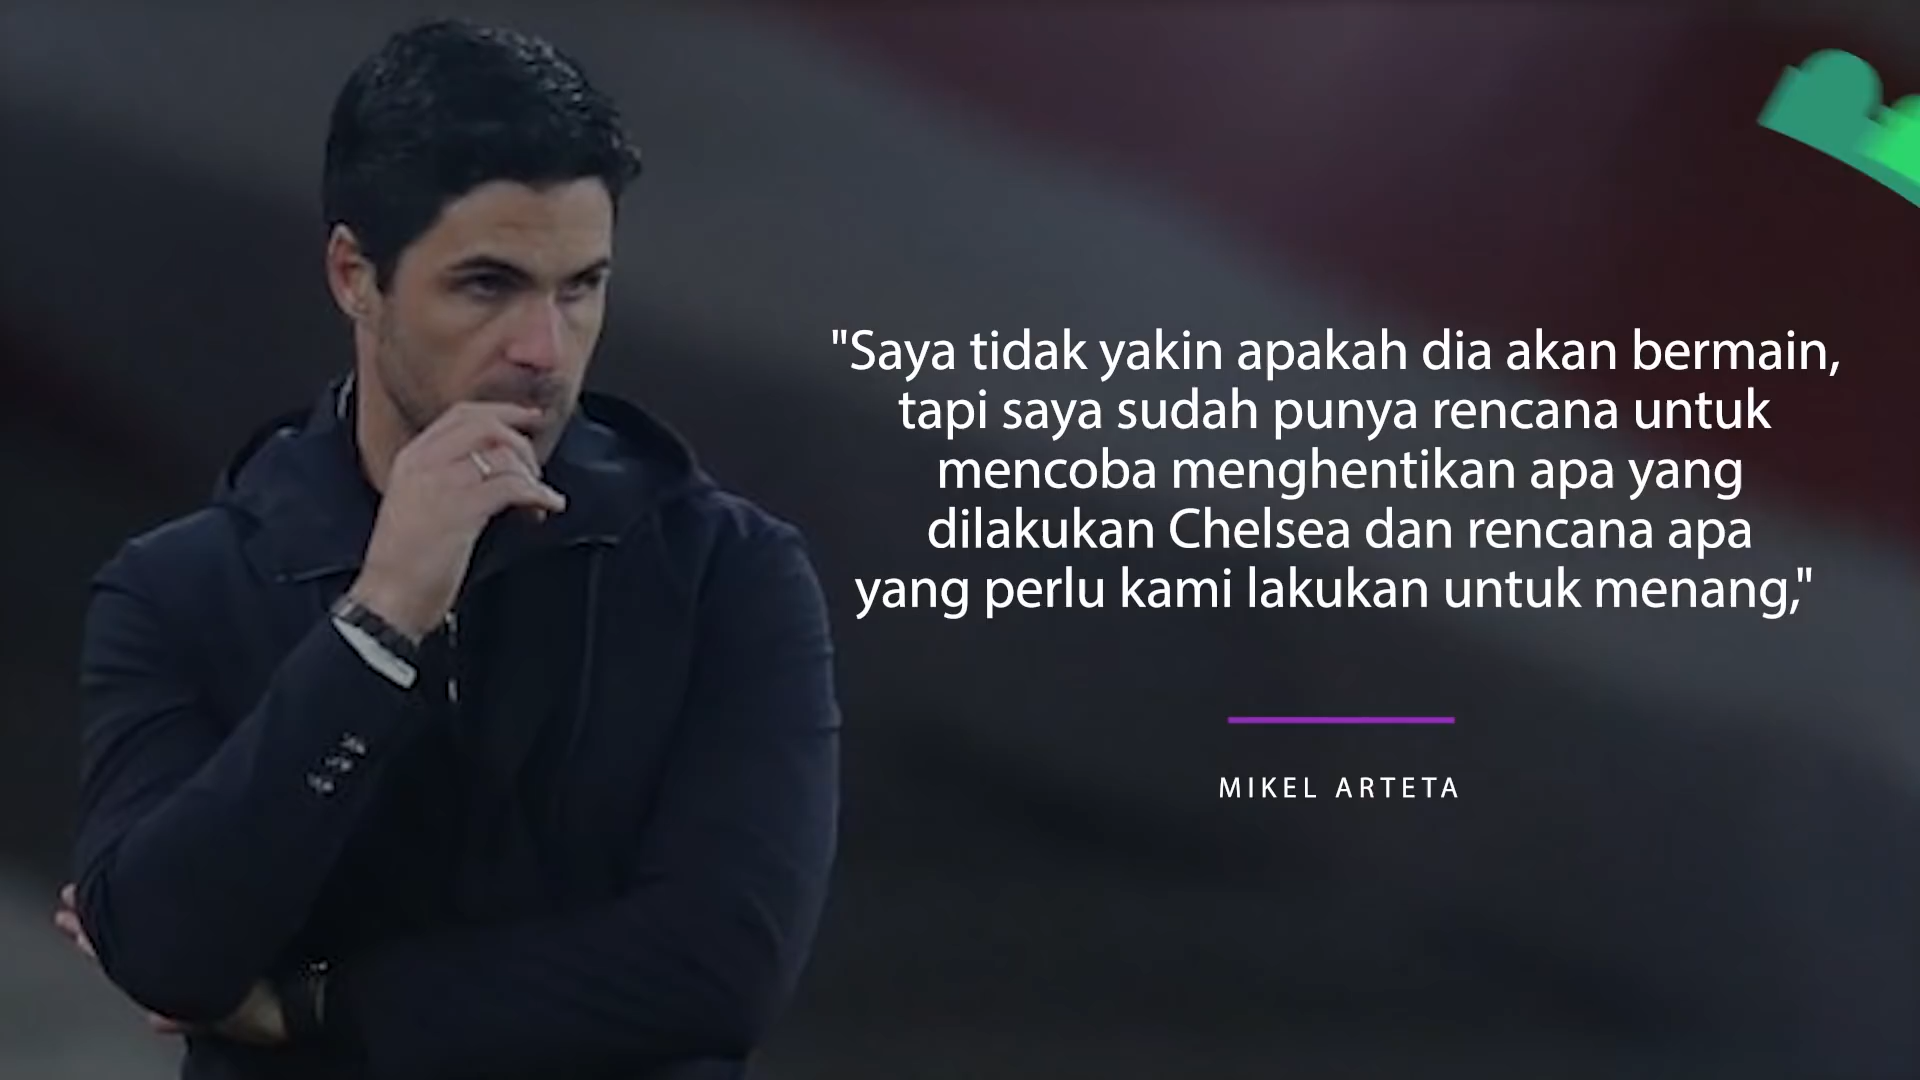 "Saya tidak yakin apakah dia akan bermain,
tapi saya sudah punya rencana untuk
mencoba menghentikan apa yang
dilakukan Chelsea dan rencana apa
yang perlu kami lakukan untuk menang,"
MIKEL ARTETA